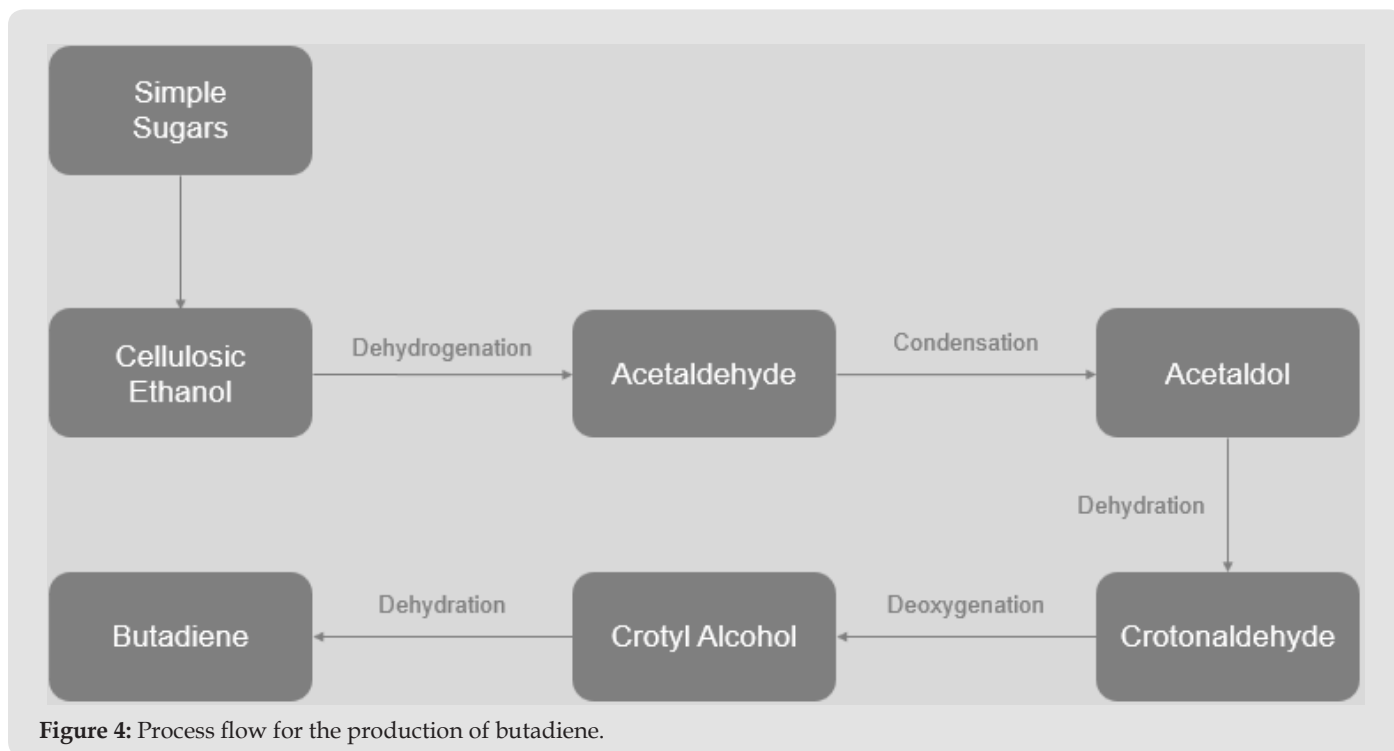 Simple
Sugars
Cellulosic
Ethanol
Dehydrogenation
Acetaldehyde
Condensation
Acetaldol
Dehydration
Crotonaldehyde
Deoxygenation
Crotyl Alcohol
Dehydration
Butadiene
Figure 4: Process flow for the production of butadiene.